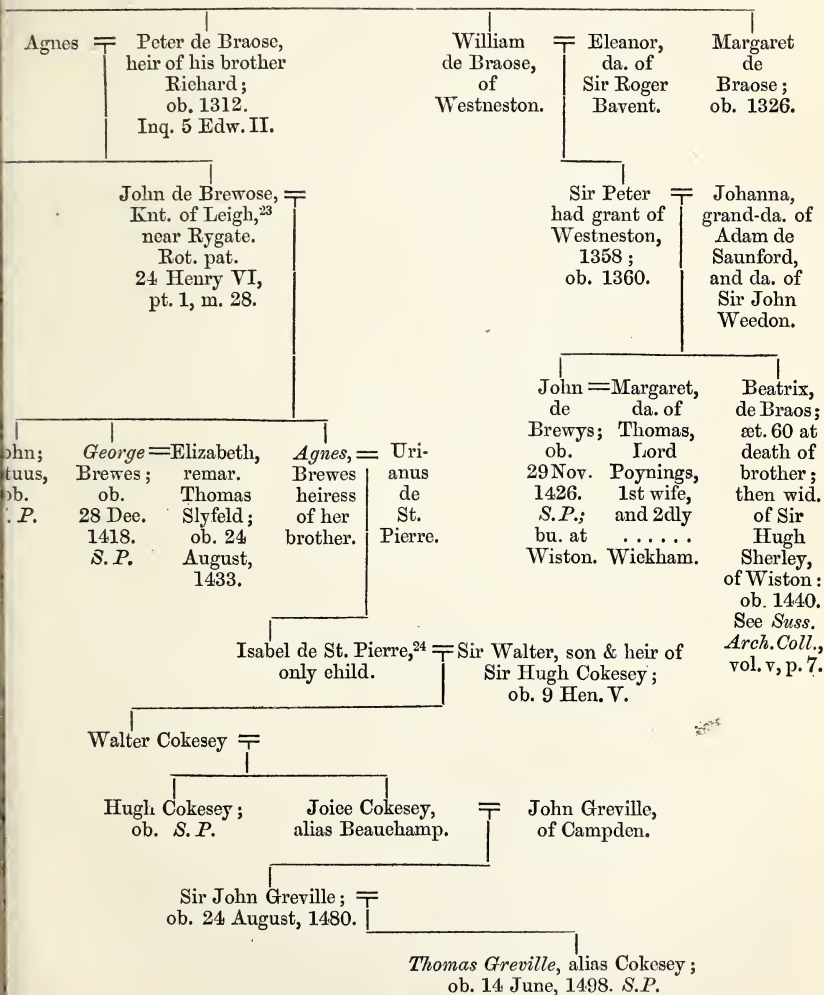 Agnes
Peter de Braose,
heir of his brother
Richard;
ob. 1312.
Inq. 5 Edw. II.
William
de Braose,
of
Westneston.
Eleanor,
da. of
Sir Roger
Bavent.
Margaret
de
Braose;
ob. 1326.
John de Brewose,
Knt. of Leigh,²³
near Rygate.
Rot. pat.
24 Henry VI,
pt. 1, m. 28.
Sir Peter
had grant of
Westneston,
1358;
ob. 1360.
Johanna,
grand-da. of
Adam de
Saunford,
and da. of
Sir John
Weedon.
ohn;
tuus,
ob.
. P.
George
Brewes;
ob.
28 Dec.
1418.
S. P.
Elizabeth,
remar.
Thomas
Slyfeld;
ob. 24
August,
1433.
Agnes,
Brewes
heiress
of her
brother.
Uri-
anus
de
St.
Pierre.
John
de
Brewys;
ob.
29 Nov.
1426.
S.P.;
bu. at
Wiston.
Margaret,
da. of
Thomas,
Lord
Poynings,
1st wife,
and 2dly
......
Wickham.
Beatrix,
de Braos;
æt. 60 at
death of
brother;
then wid.
of Sir
Hugh
Sherley,
of Wiston:
ob. 1440.
See Suss.
Arch. Coll.,
vol. v, p. 7.
Isabel de St. Pierre,²⁴
only child.
Sir Walter, son & heir of
Sir Hugh Cokesey;
ob. 9 Hen. V.
Walter Cokesey
Hugh Cokesey;
ob. S. P.
Joice Cokesey,
alias Beauchamp.
John Greville,
of Campden.
Sir John Greville;
ob. 24 August, 1480.
Thomas Greville, alias Cokesey;
ob. 14 June, 1498. S.P.